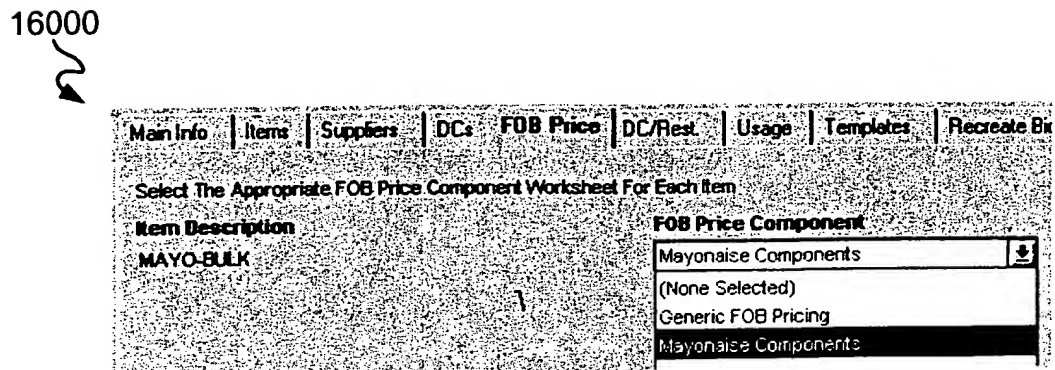 16000
Main Info Items Suppliers DCs FOB Price DC/Rest. Usage Templates Recreate Bid
Select The Appropriate FOB Price Component Worksheet For Each Item
Item Description FOB Price Component
MAYO-BULK Mayonaise Components
(None Selected)
Generic FOB Pricing
Mayonaise Components